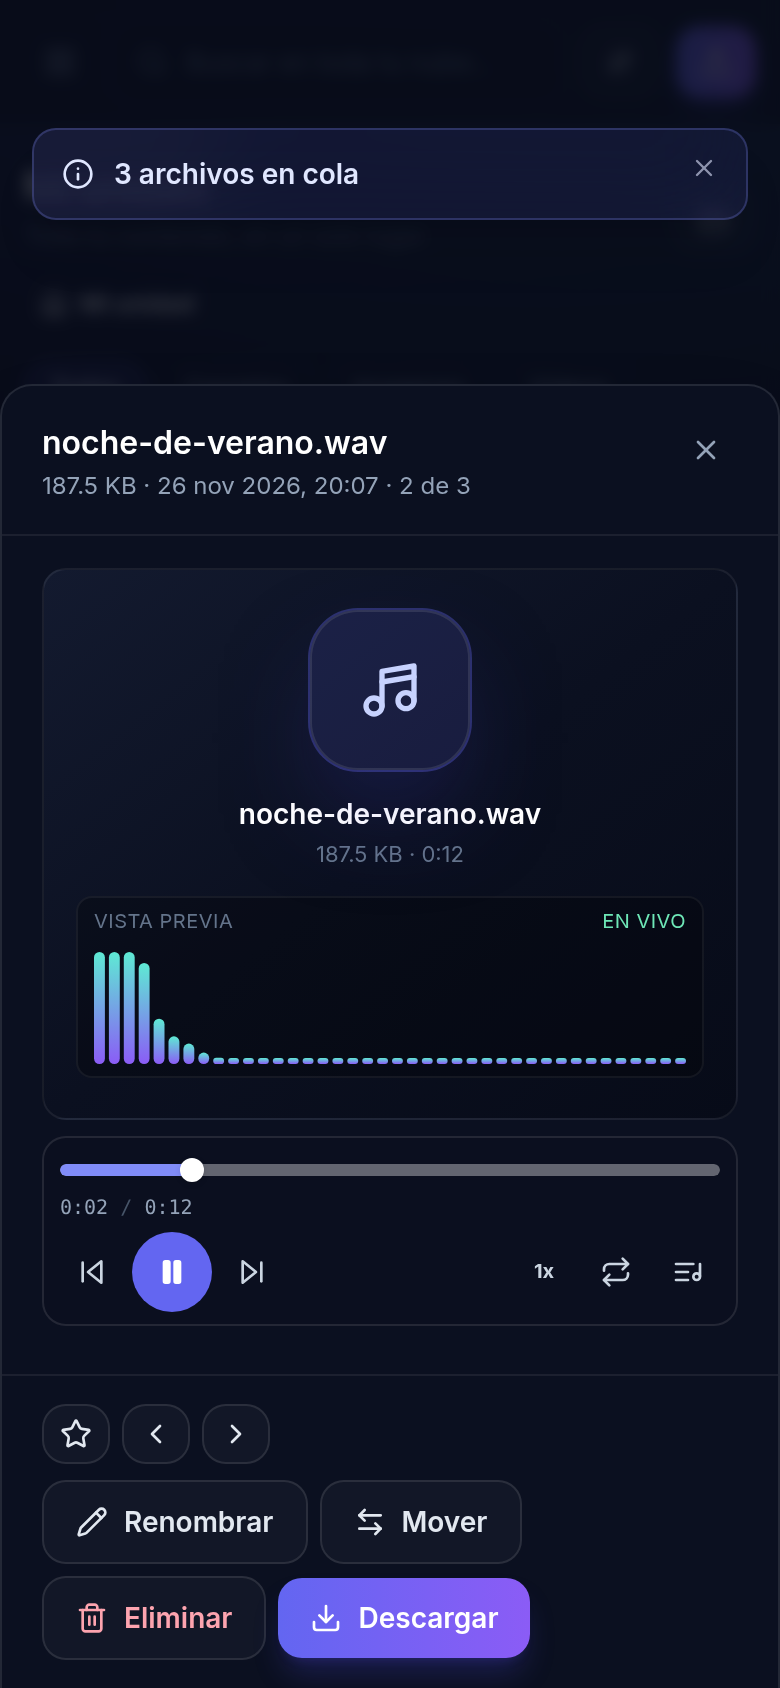 3 archivos en cola
noche-de-verano.wav
187.5 KB · 26 nov 2026, 20:07 · 2 de 3
noche-de-verano.wav
187.5 KB · 0:12
VISTA PREVIA
EN VIVO
0:02 / 0:12
1x
Renombrar
Mover
Eliminar
Descargar